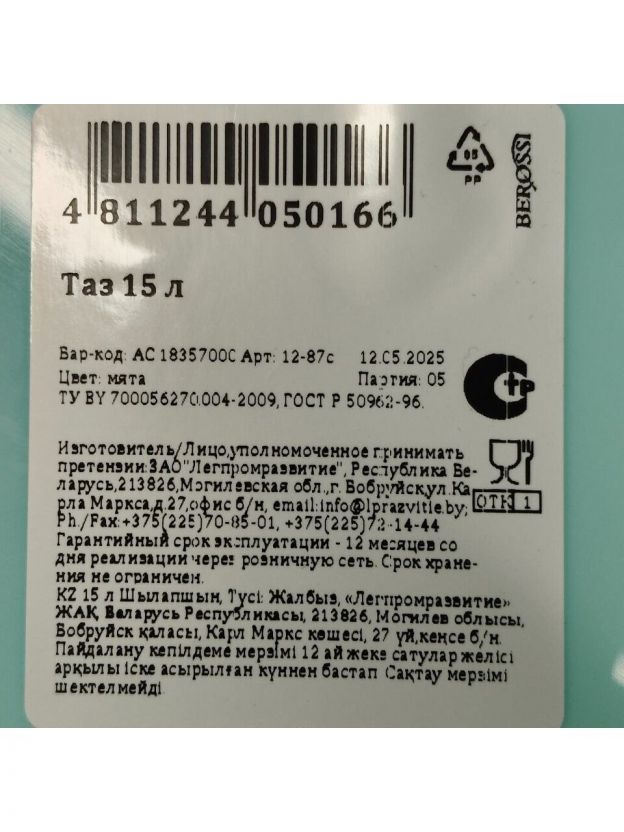 4 811244 050166
05
PP
BEROSSI
Таз 15 л
Бар-код: АС 18357000 Арт: 12-87с 12.05.2025
Цвет: мята Партия: 05
ТУ BY 700056270.004-2009, ГОСТ Р 50962-96.
Изготовитель/Лицо,уполномоченное принимать
претензии:ЗАО"Легпромразвитие", Республика Бе-
ларусь,213826,Могилевская обл.,г. Бобруйск,ул.Ка
рла Маркса,д.27,офис б/н, email:info@lprazvitie.by;
Ph./Fax:+375(225)70-85-01, +375(225)72-14-44
ОТК 1
Гарантийный срок эксплуатации - 12 месяцев со
дня реализации через розничную сеть. Срок хране-
ния не ограничен.
KZ 15 л Шылапшын, Түсі: Жалбыз, «Легпромразвитие»
ЖАҚ, Беларусь Республикасы, 213826, Могилев облысы,
Бобруйск қаласы, Карл Маркс көшесі, 27 үй,кеңсе б/н.
Пайдалану кепілдеме мерзімі 12 ай жеке сатулар желісі
арқылы іске асырылған күннен бастап Сақтау мерзімі
шектелмейді.